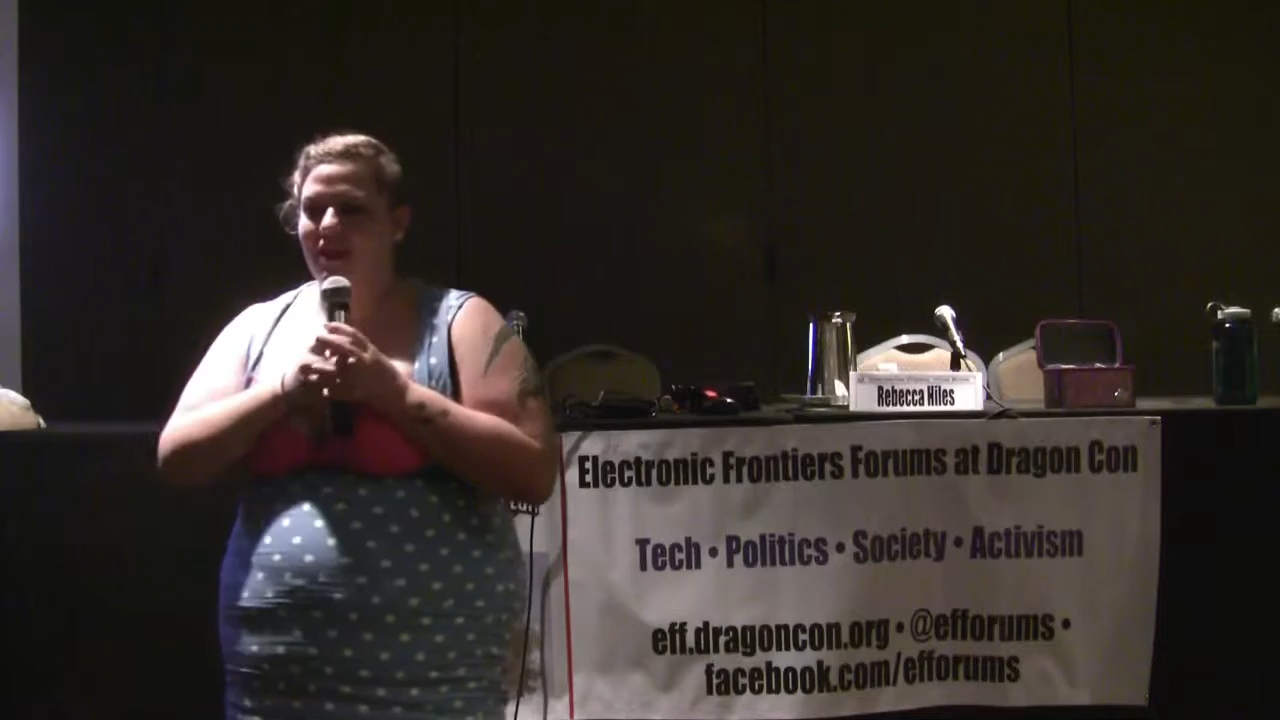 Rebecca Hiles
Electronic Frontiers Forums at Dragon Con
Tech • Politics • Society • Activism
eff.dragoncon.org • @efforums •
facebook.com/efforums